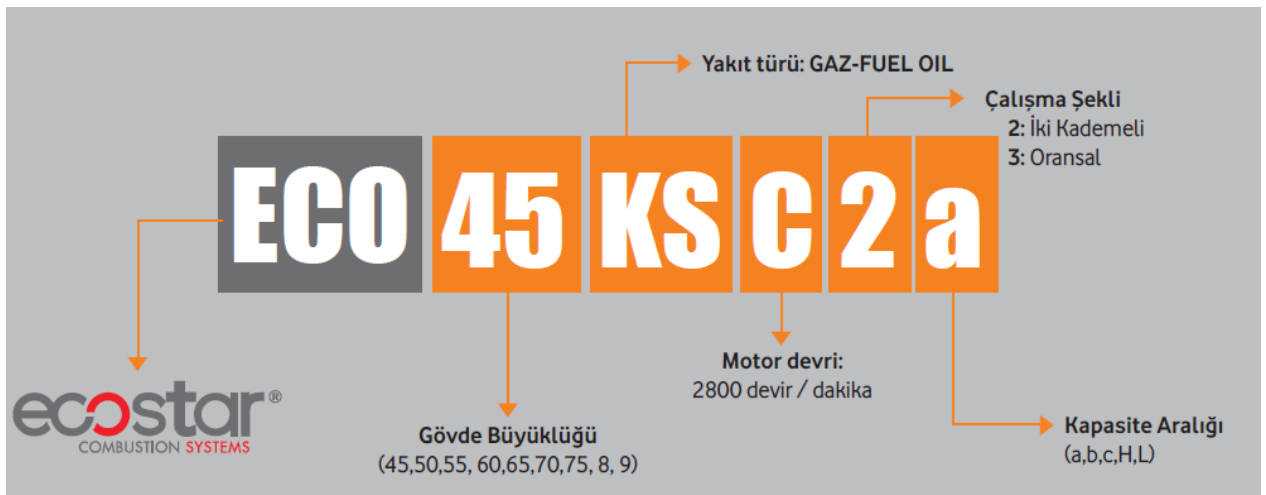 Yakıt türü: GAZ-FUEL OIL
Çalışma Şekli
2: İki Kademeli
3: Oransal
ECO 45 KS C 2 a
Motor devri:
2800 devir / dakika
ecostar®
COMBUSTION SYSTEMS
Gövde Büyüklüğü
(45,50,55, 60,65,70,75, 8, 9)
Kapasite Aralığı
(a,b,c,H,L)